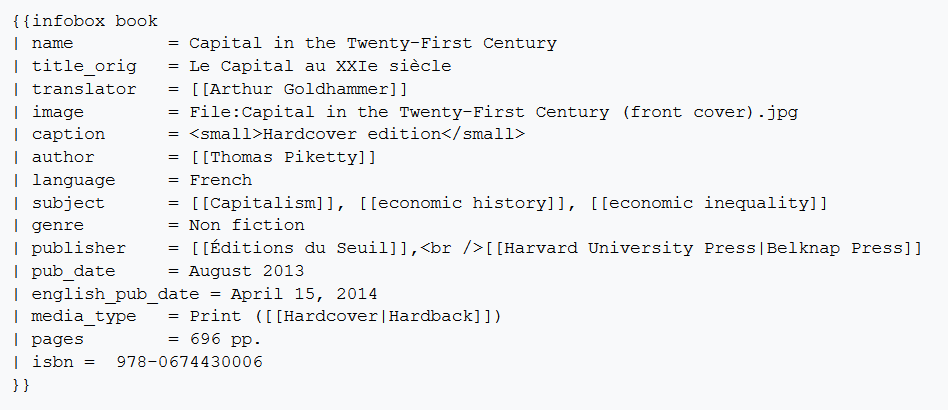 {{infobox book
| name         = Capital in the Twenty-First Century
| title_orig   = Le Capital au XXIe siècle
| translator   = [[Arthur Goldhammer]]
| image        = File:Capital in the Twenty-First Century (front cover).jpg
| caption      = <small>Hardcover edition</small>
| author       = [[Thomas Piketty]]
| language     = French
| subject      = [[Capitalism]], [[economic history]], [[economic inequality]]
| genre        = Non fiction
| publisher    = [[Éditions du Seuil]],<br />[[Harvard University Press|Belknap Press]]
| pub_date     = August 2013
| english_pub_date = April 15, 2014
| media_type   = Print ([[Hardcover|Hardback]])
| pages        = 696 pp.
| isbn =  978-0674430006
}}